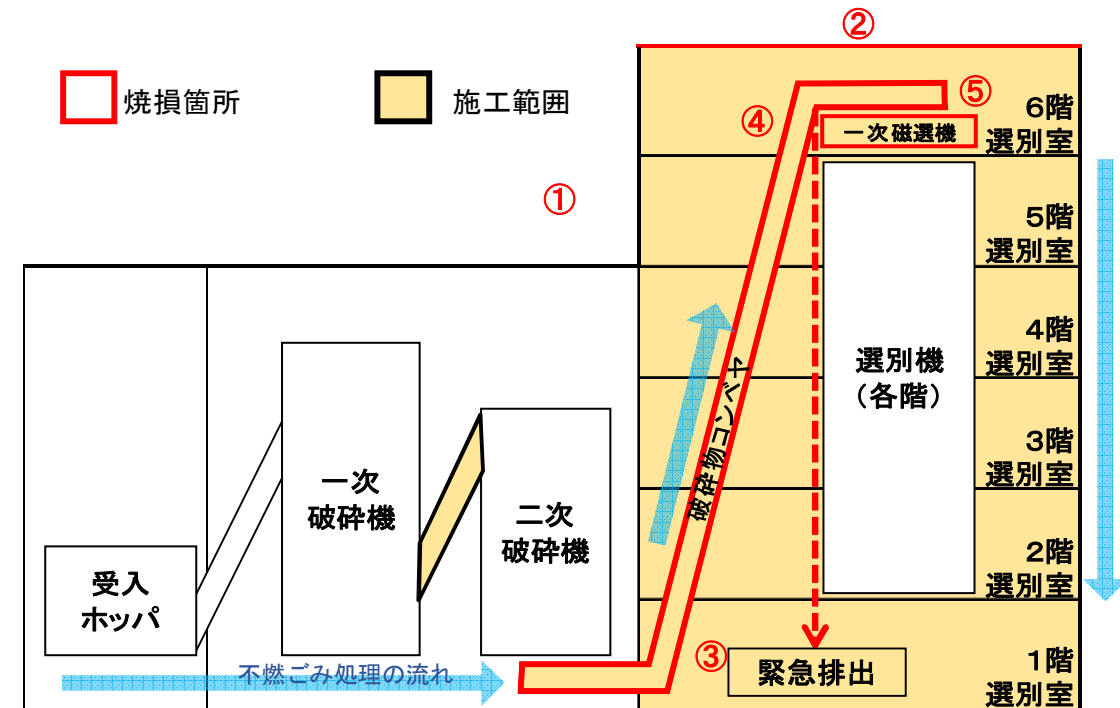 ②
焼損箇所
施工範囲
⑤
6階
選別室
④
一次磁選機
①
5階
選別室
4階
選別室
選別機
(各階)
破砕物コンベヤ
3階
選別室
一次
破砕機
二次
破砕機
2階
選別室
受入
ホッパ
③
緊急排出
1階
選別室
不燃ごみ処理の流れ